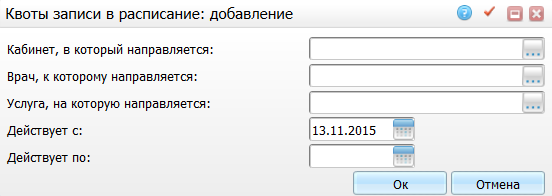 Квоты записи в расписание: добавление
Кабинет, в который направляется:
Врач, к которому направляется:
Услуга, на которую направляется:
Действует с: 13.11.2015
Действует по:
Ок Отмена